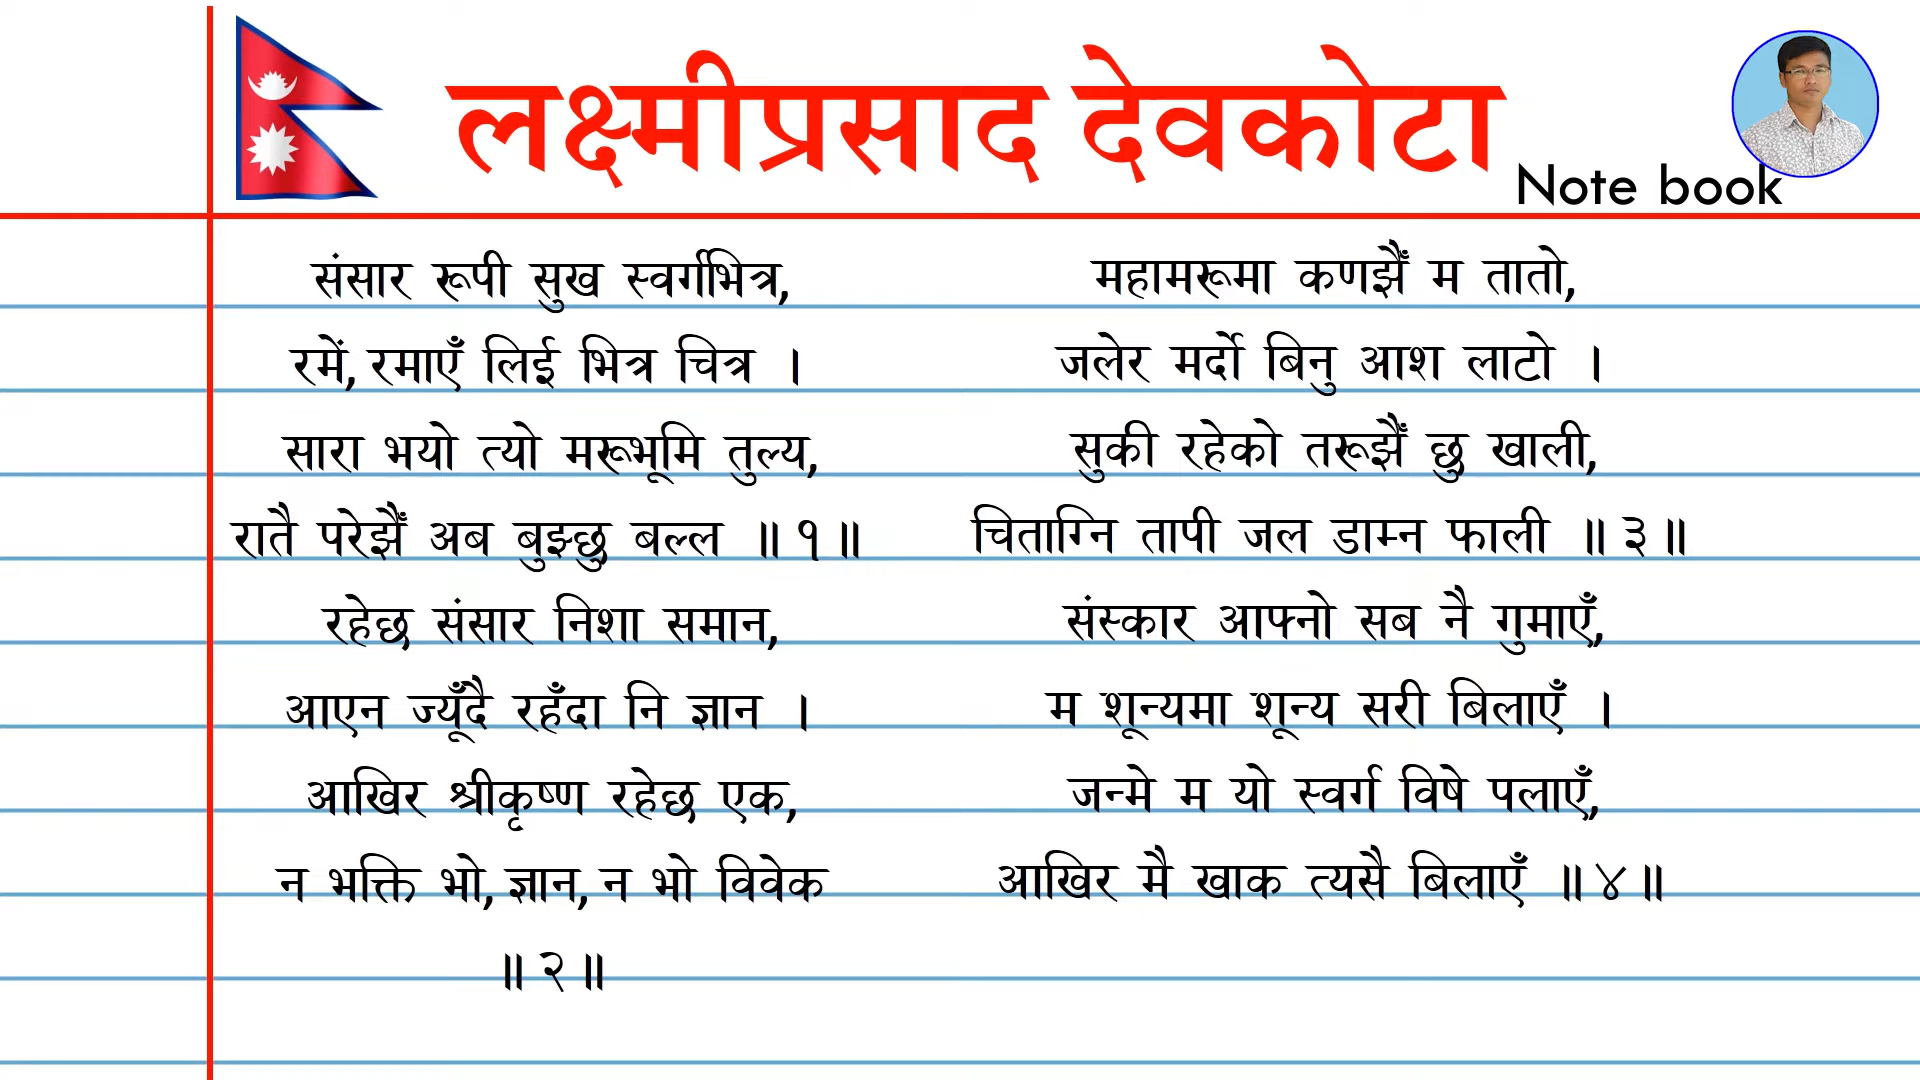 लक्ष्मीप्रसाद देवकोटा
Note book
संसार रूपी सुख स्वर्गभित्र,
रमें, रमाएँ लिई भित्र चित्र ।
सारा भयो त्यो मरूभूमि तुल्य,
रातै परेझैँ अब बुझ्छु बल्ल ॥ १ ॥
रहेछ संसार निशा समान,
आएन ज्यूँदै रहँदा नि ज्ञान ।
आखिर श्रीकृष्ण रहेछ एक,
न भक्ति भो, ज्ञान, न भो विवेक
॥ २ ॥
महामरूमा कणझैँ म तातो,
जलेर मर्दो बिनु आश लाटो ।
सुकी रहेको तरूझैँ छु खाली,
चिताग्नि तापी जल डाम्न फाली ॥ ३ ॥
संस्कार आफ्नो सब नै गुमाएँ,
म शून्यमा शून्य सरी बिलाएँ ।
जन्मे म यो स्वर्ग विषे पलाएँ,
आखिर मै खाक त्यसै बिलाएँ ॥ ४ ॥